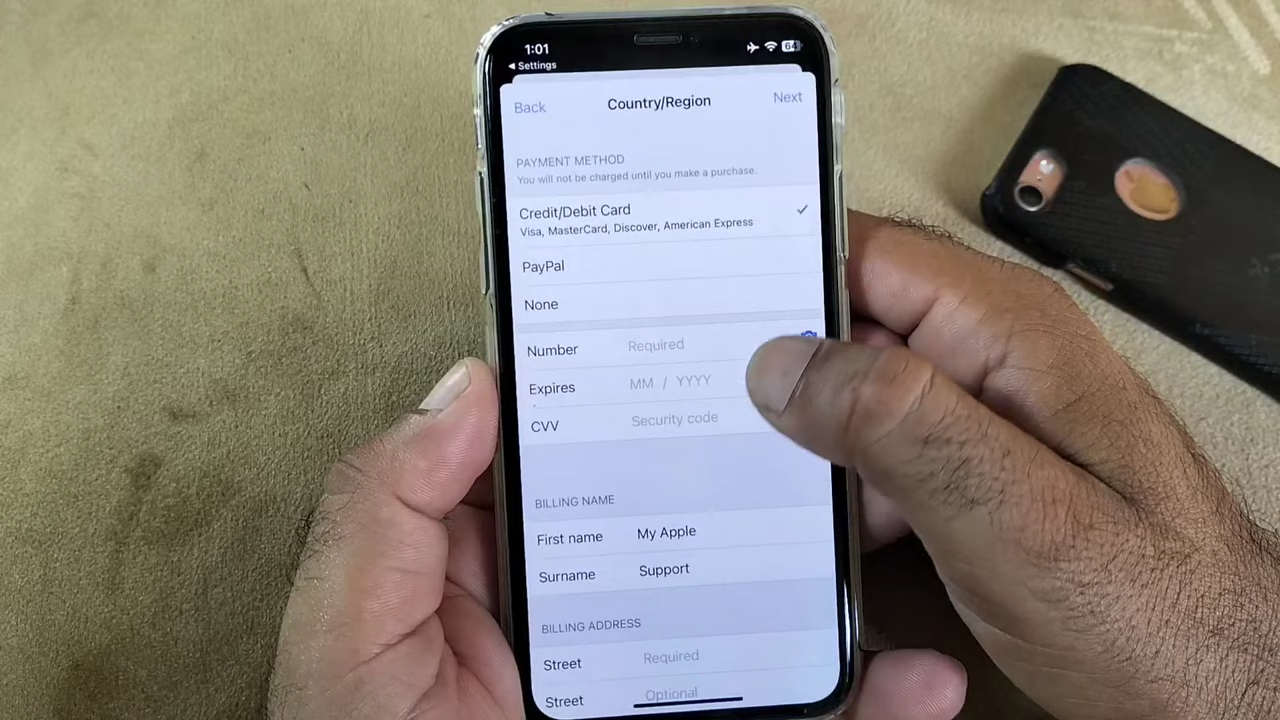 1:01
64
◀ Settings
Back
Country/Region
Next
PAYMENT METHOD
You will not be charged until you make a purchase.
Credit/Debit Card
Visa, MasterCard, Discover, American Express
PayPal
None
Number Required
Expires MM / YYYY
CVV Security code
BILLING NAME
First name My Apple
Surname Support
BILLING ADDRESS
Street Required
Street Optional